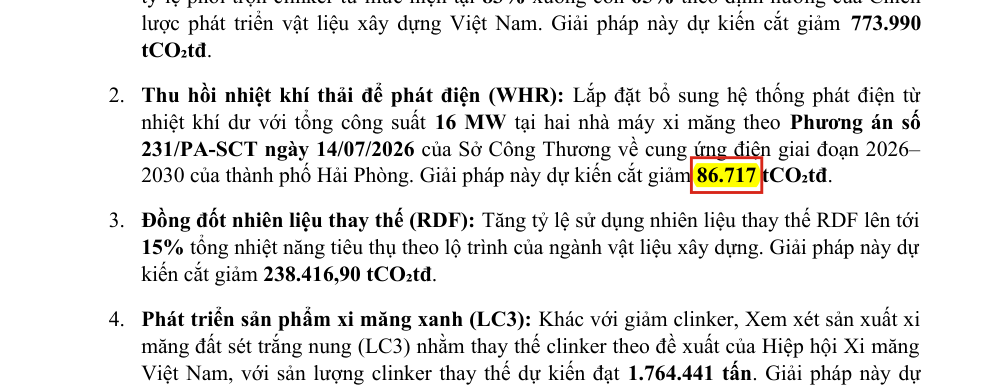 lược phát triển vật liệu xây dựng Việt Nam. Giải pháp này dự kiến cắt giảm 773.990
tCO₂tđ.
2. Thu hồi nhiệt khí thải để phát điện (WHR): Lắp đặt bổ sung hệ thống phát điện từ
nhiệt khí dư với tổng công suất 16 MW tại hai nhà máy xi măng theo Phương án số
231/PA-SCT ngày 14/07/2026 của Sở Công Thương về cung ứng điện giai đoạn 2026–
2030 của thành phố Hải Phòng. Giải pháp này dự kiến cắt giảm 86.717 tCO₂tđ.
3. Đồng đốt nhiên liệu thay thế (RDF): Tăng tỷ lệ sử dụng nhiên liệu thay thế RDF lên tới
15% tổng nhiệt năng tiêu thụ theo lộ trình của ngành vật liệu xây dựng. Giải pháp này dự
kiến cắt giảm 238.416,90 tCO₂tđ.
4. Phát triển sản phẩm xi măng xanh (LC3): Khác với giảm clinker, Xem xét sản xuất xi
măng đất sét trắng nung (LC3) nhằm thay thế clinker theo đề xuất của Hiệp hội Xi măng
Việt Nam, với sản lượng clinker thay thế dự kiến đạt 1.764.441 tấn. Giải pháp này dự